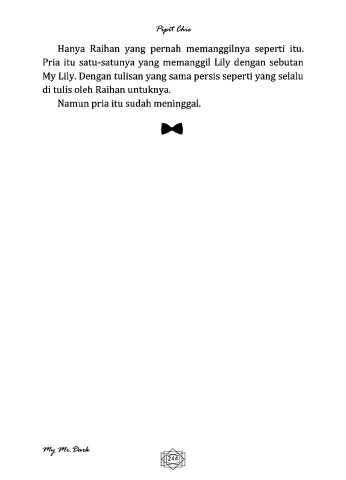 Pipit Chie
Hanya Raihan yang pernah memanggilnya seperti itu.
Pria itu satu-satunya yang memanggil Lily dengan sebutan
My Lily. Dengan tulisan yang sama persis seperti yang selalu
di tulis oleh Raihan untuknya.
Namun pria itu sudah meninggal.
My Mr.Dark
244